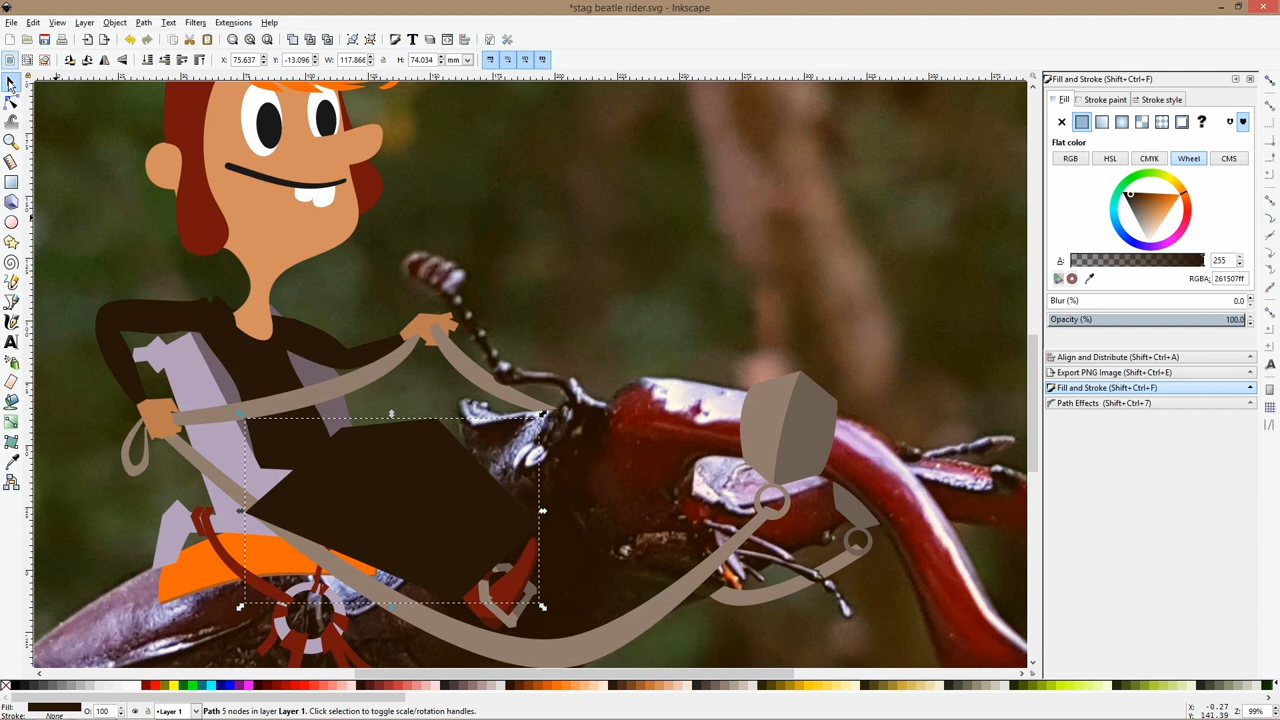 *stag beatle rider.svg - Inkscape
File Edit View Layer Object Path Text Filters Extensions Help
X: 75.637 Y: -13.096 W: 117.866 H: 74.034 mm
Fill and Stroke (Shift+Ctrl+F)
Fill Stroke paint Stroke style
Flat color
RGB HSL CMYK Wheel CMS
A: 255
RGBA: 261507ff
Blur (%) 0.0
Opacity (%) 100.0
Align and Distribute (Shift+Ctrl+A)
Export PNG Image (Shift+Ctrl+E)
Fill and Stroke (Shift+Ctrl+F)
Path Effects (Shift+Ctrl+7)
Fill: O: 100 Layer 1 Path 5 nodes in layer Layer 1. Click selection to toggle scale/rotation handles. X: -0.27 Z: 99%
Stroke: None Y: 141.39